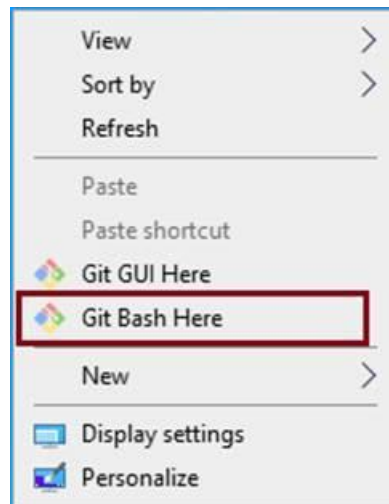 View
Sort by
Refresh
Paste
Paste shortcut
Git GUI Here
Git Bash Here
New
Display settings
Personalize